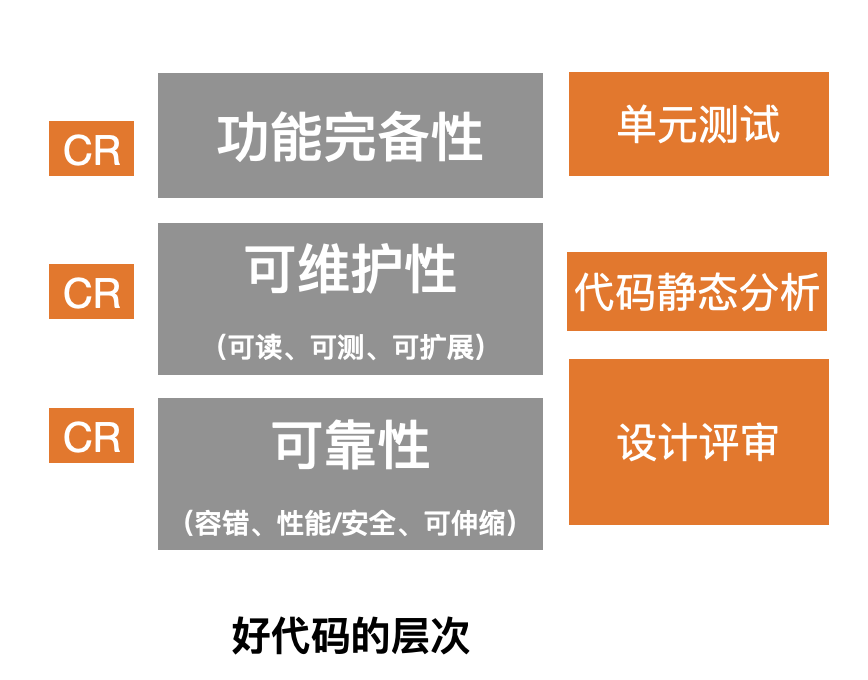 CR
功能完备性
单元测试
CR
可维护性
（可读、可测、可扩展）
代码静态分析
CR
可靠性
（容错、性能/安全、可伸缩）
设计评审
好代码的层次